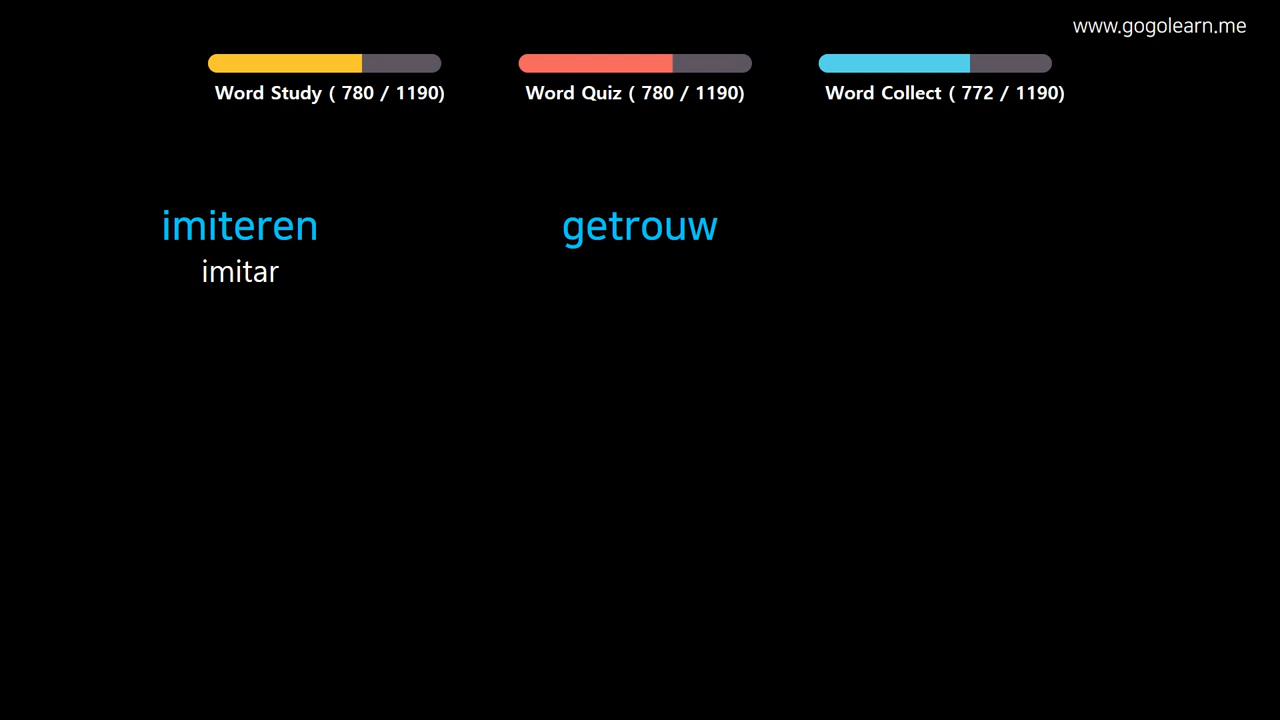 www.gogolearn.me
Word Study ( 780 / 1190)
Word Quiz ( 780 / 1190)
Word Collect ( 772 / 1190)
imiteren
imitar
getrouw